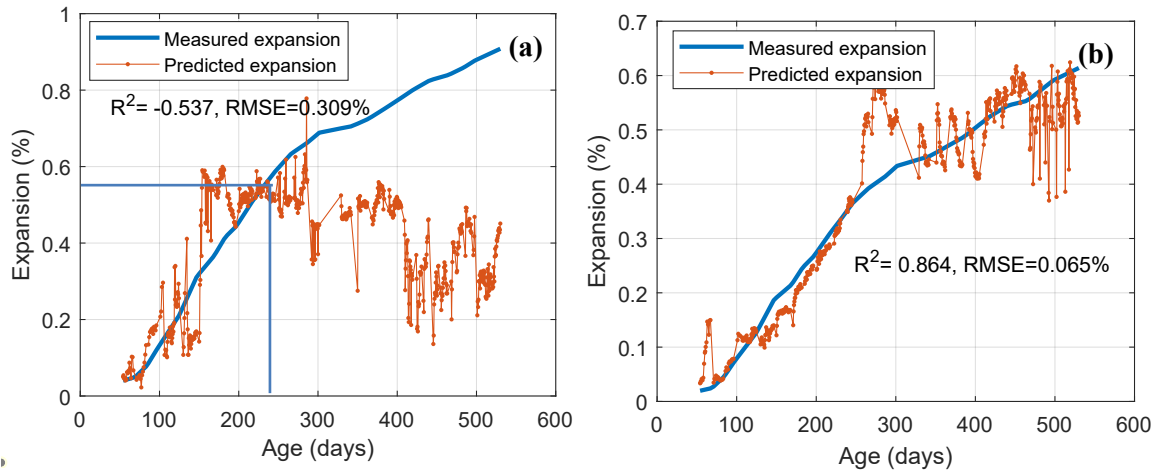 1
0.8
0.6
0.4
0.2
0
0
100
200
300
400
500
600
Expansion (%)
Age (days)
Measured expansion
Predicted expansion
(a)
R²= -0.537, RMSE=0.309%
0.7
0.6
0.5
0.4
0.3
0.2
0.1
0
0
100
200
300
400
500
600
Expansion (%)
Age (days)
Measured expansion
Predicted expansion
(b)
R²= 0.864, RMSE=0.065%